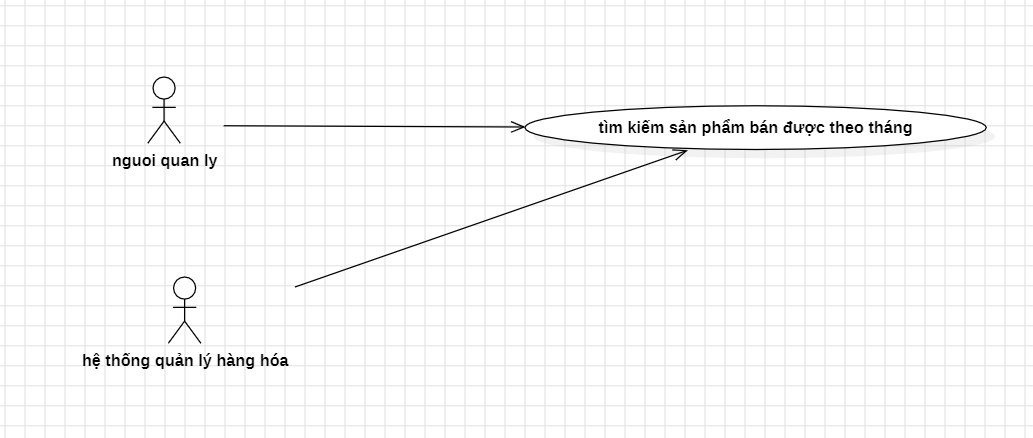 tìm kiếm sản phẩm bán được theo tháng
nguoi quan ly
hệ thống quản lý hàng hóa